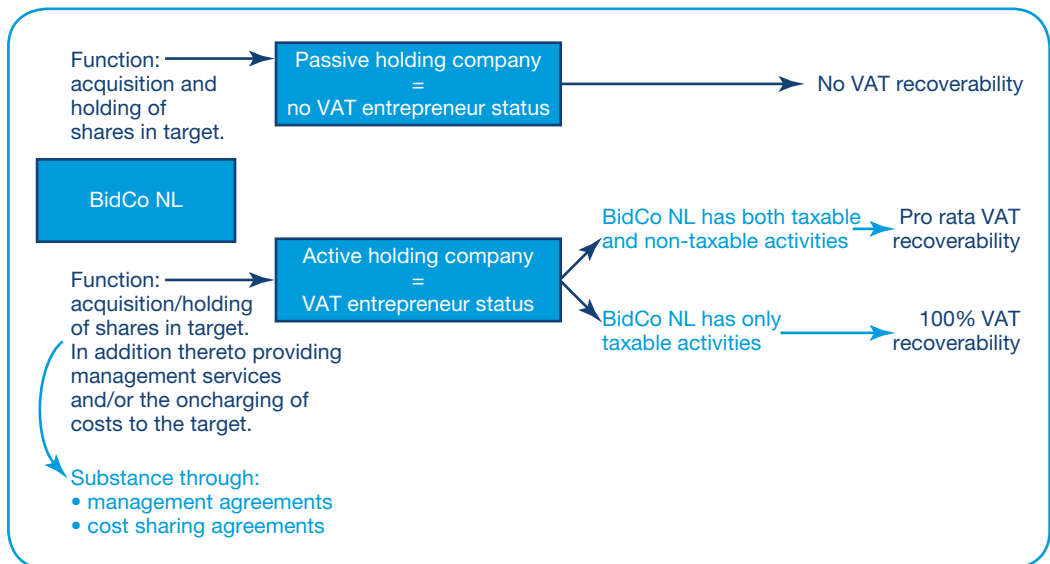 Function:
acquisition and
holding of
shares in target.
Passive holding company
=
no VAT entrepreneur status
No VAT recoverability
BidCo NL
Function:
acquisition/holding
of shares in target.
In addition thereto providing
management services
and/or the oncharging of
costs to the target.
Active holding company
=
VAT entrepreneur status
BidCo NL has both taxable
and non-taxable activities
Pro rata VAT
recoverability
BidCo NL has only
taxable activities
100% VAT
recoverability
Substance through:
• management agreements
• cost sharing agreements